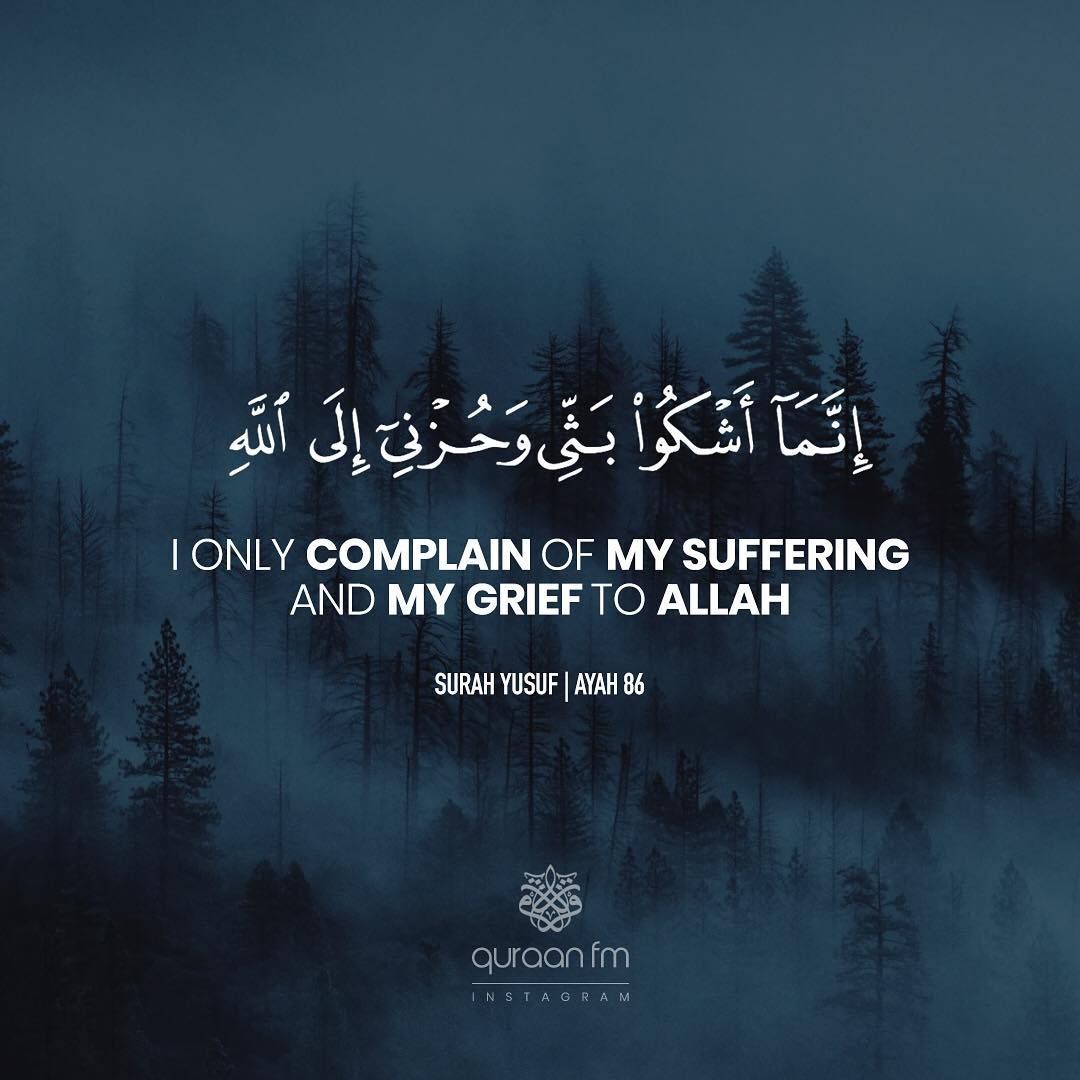 إِنَّمَآ أَشْكُوا۟ بَثِّى وَحُزْنِىٓ إِلَى ٱللَّهِ
I ONLY COMPLAIN OF MY SUFFERING
AND MY GRIEF TO ALLAH
SURAH YUSUF | AYAH 86
quraan fm
INSTAGRAM